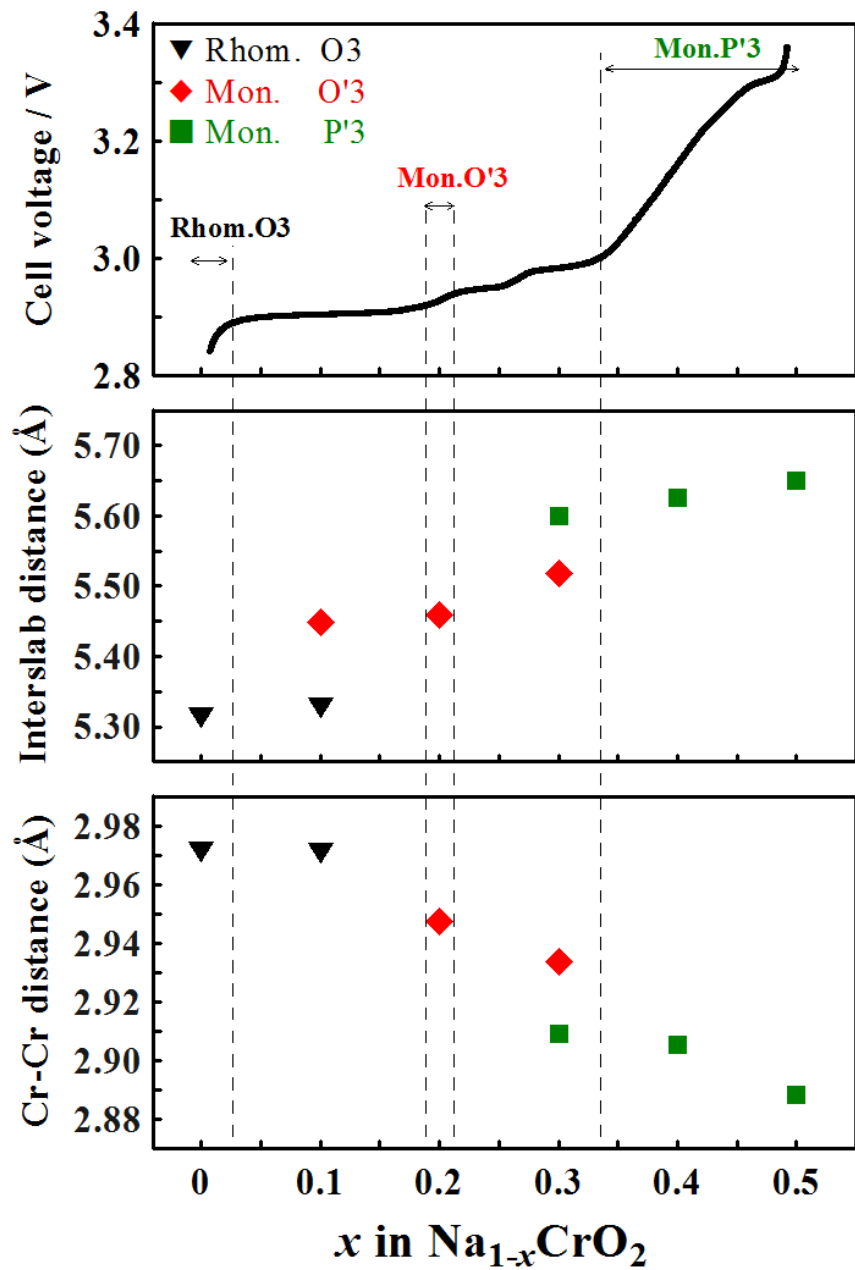 Cell voltage / V
3.4
3.2
3.0
2.8
Rhom. O3
Mon. O'3
Mon. P'3
Mon.P'3
Mon.O'3
Rhom.O3
Interslab distance (Å)
5.70
5.60
5.50
5.40
5.30
Cr-Cr distance (Å)
2.98
2.96
2.94
2.92
2.90
2.88
0 0.1 0.2 0.3 0.4 0.5
x in Na₁₋ₓCrO₂